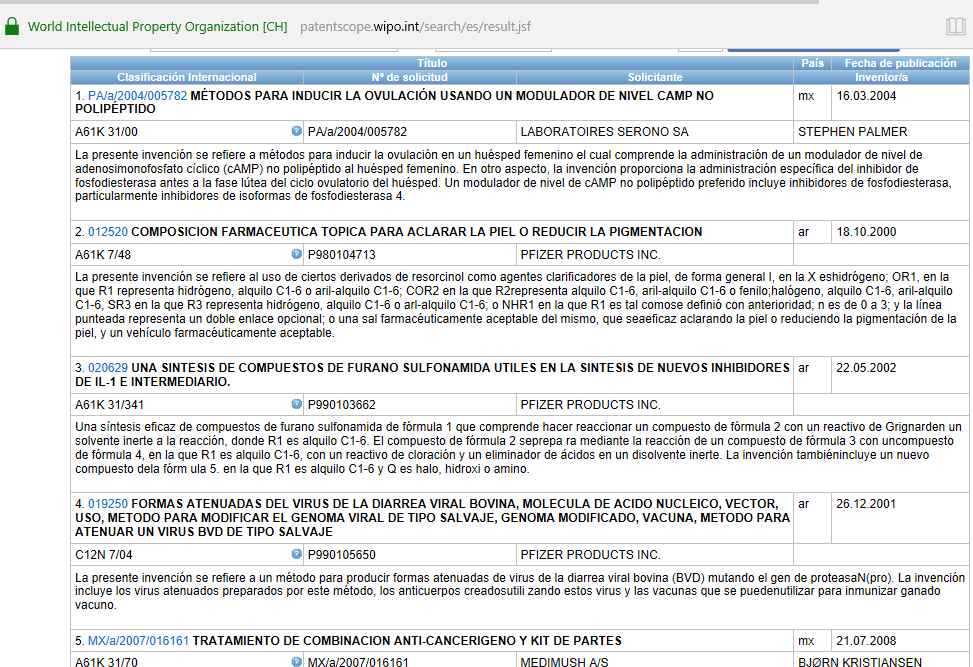 World Intellectual Property Organization [CH] patentscope.wipo.int/search/es/result.jsf
Título País Fecha de publicación
Clasificación Internacional Nº de solicitud Solicitante Inventor/a
1. PA/a/2004/005782 MÉTODOS PARA INDUCIR LA OVULACIÓN USANDO UN MODULADOR DE NIVEL CAMP NO mx 16.03.2004
POLIPÉPTIDO
A61K 31/00 PA/a/2004/005782 LABORATOIRES SERONO SA STEPHEN PALMER
La presente invención se refiere a métodos para inducir la ovulación en un huésped femenino el cual comprende la administración de un modulador de nivel de
adenosimonofosfato cíclico (cAMP) no polipéptido al huésped femenino. En otro aspecto, la invención proporciona la administración específica del inhibidor de
fosfodiesterasa antes a la fase lútea del ciclo ovulatorio del huésped. Un modulador de nivel de cAMP no polipéptido preferido incluye inhibidores de fosfodiesterasa,
particularmente inhibidores de isoformas de fosfodiesterasa 4.
2. 012520 COMPOSICION FARMACEUTICA TOPICA PARA ACLARAR LA PIEL O REDUCIR LA PIGMENTACION ar 18.10.2000
A61K 7/48 P980104713 PFIZER PRODUCTS INC.
La presente invención se refiere al uso de ciertos derivados de resorcinol como agentes clarificadores de la piel, de forma general I, en la X eshidrógeno; OR1, en la
que R1 representa hidrógeno, alquilo C1-6 o aril-alquilo C1-6; COR2 en la que R2representa alquilo C1-6, aril-alquilo C1-6 o fenilo;halógeno, alquilo C1-6, aril-alquilo
C1-6, SR3 en la que R3 representa hidrógeno, alquilo C1-6 o aril-alquilo C1-6; o NHR1 en la que R1 es tal comose definió con anterioridad; n es de 0 a 3; y la línea
punteada representa un doble enlace opcional; o una sal farmacéuticamente aceptable del mismo, que seaeficaz aclarando la piel o reduciendo la pigmentación de la
piel, y un vehículo farmacéuticamente aceptable.
3. 020629 UNA SINTESIS DE COMPUESTOS DE FURANO SULFONAMIDA UTILES EN LA SINTESIS DE NUEVOS INHIBIDORES ar 22.05.2002
DE IL-1 E INTERMEDIARIO.
A61K 31/341 P990103662 PFIZER PRODUCTS INC.
Una síntesis eficaz de compuestos de furano sulfonamida de fórmula 1 que comprende hacer reaccionar un compuesto de fórmula 2 con un reactivo de Grignarden un
solvente inerte a la reacción, donde R1 es alquilo C1-6. El compuesto de fórmula 2 seprepa ra mediante la reacción de un compuesto de fórmula 3 con uncompuesto
de fórmula 4, en la que R1 es alquilo C1-6, con un reactivo de cloración y un eliminador de ácidos en un disolvente inerte. La invención tambiénincluye un nuevo
compuesto dela fórm ula 5. en la que R1 es alquilo C1-6 y Q es halo, hidroxi o amino.
4. 019250 FORMAS ATENUADAS DEL VIRUS DE LA DIARREA VIRAL BOVINA, MOLECULA DE ACIDO NUCLEICO, VECTOR, ar 26.12.2001
USO, METODO PARA MODIFICAR EL GENOMA VIRAL DE TIPO SALVAJE, GENOMA MODIFICADO, VACUNA, METODO PARA
ATENUAR UN VIRUS BVD DE TIPO SALVAJE
C12N 7/04 P990105650 PFIZER PRODUCTS INC.
La presente invención se refiere a un método para producir formas atenuadas de virus de la diarrea viral bovina (BVD) mutando el gen de proteasaN(pro). La invención
incluye los virus atenuados preparados por este método, los anticuerpos creadosutili zando estos virus y las vacunas que se puedenutilizar para inmunizar ganado
vacuno.
5. MX/a/2007/016161 TRATAMIENTO DE COMBINACION ANTI-CANCERIGENO Y KIT DE PARTES mx 21.07.2008
A61K 31/70 MX/a/2007/016161 MEDIMUSH A/S BJØRN KRISTIANSEN